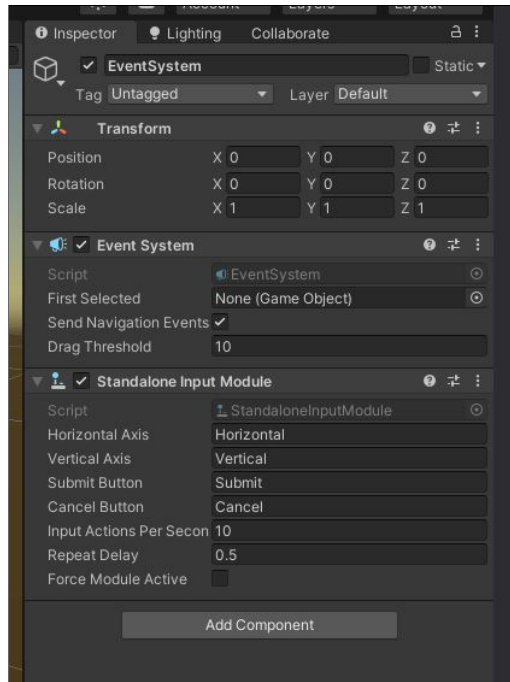 Inspector Lighting Collaborate
EventSystem Static
Tag Untagged Layer Default
Transform
Position X 0 Y 0 Z 0
Rotation X 0 Y 0 Z 0
Scale X 1 Y 1 Z 1
Event System
Script EventSystem
First Selected None (Game Object)
Send Navigation Events
Drag Threshold 10
Standalone Input Module
Script StandaloneInputModule
Horizontal Axis Horizontal
Vertical Axis Vertical
Submit Button Submit
Cancel Button Cancel
Input Actions Per Secon 10
Repeat Delay 0.5
Force Module Active
Add Component